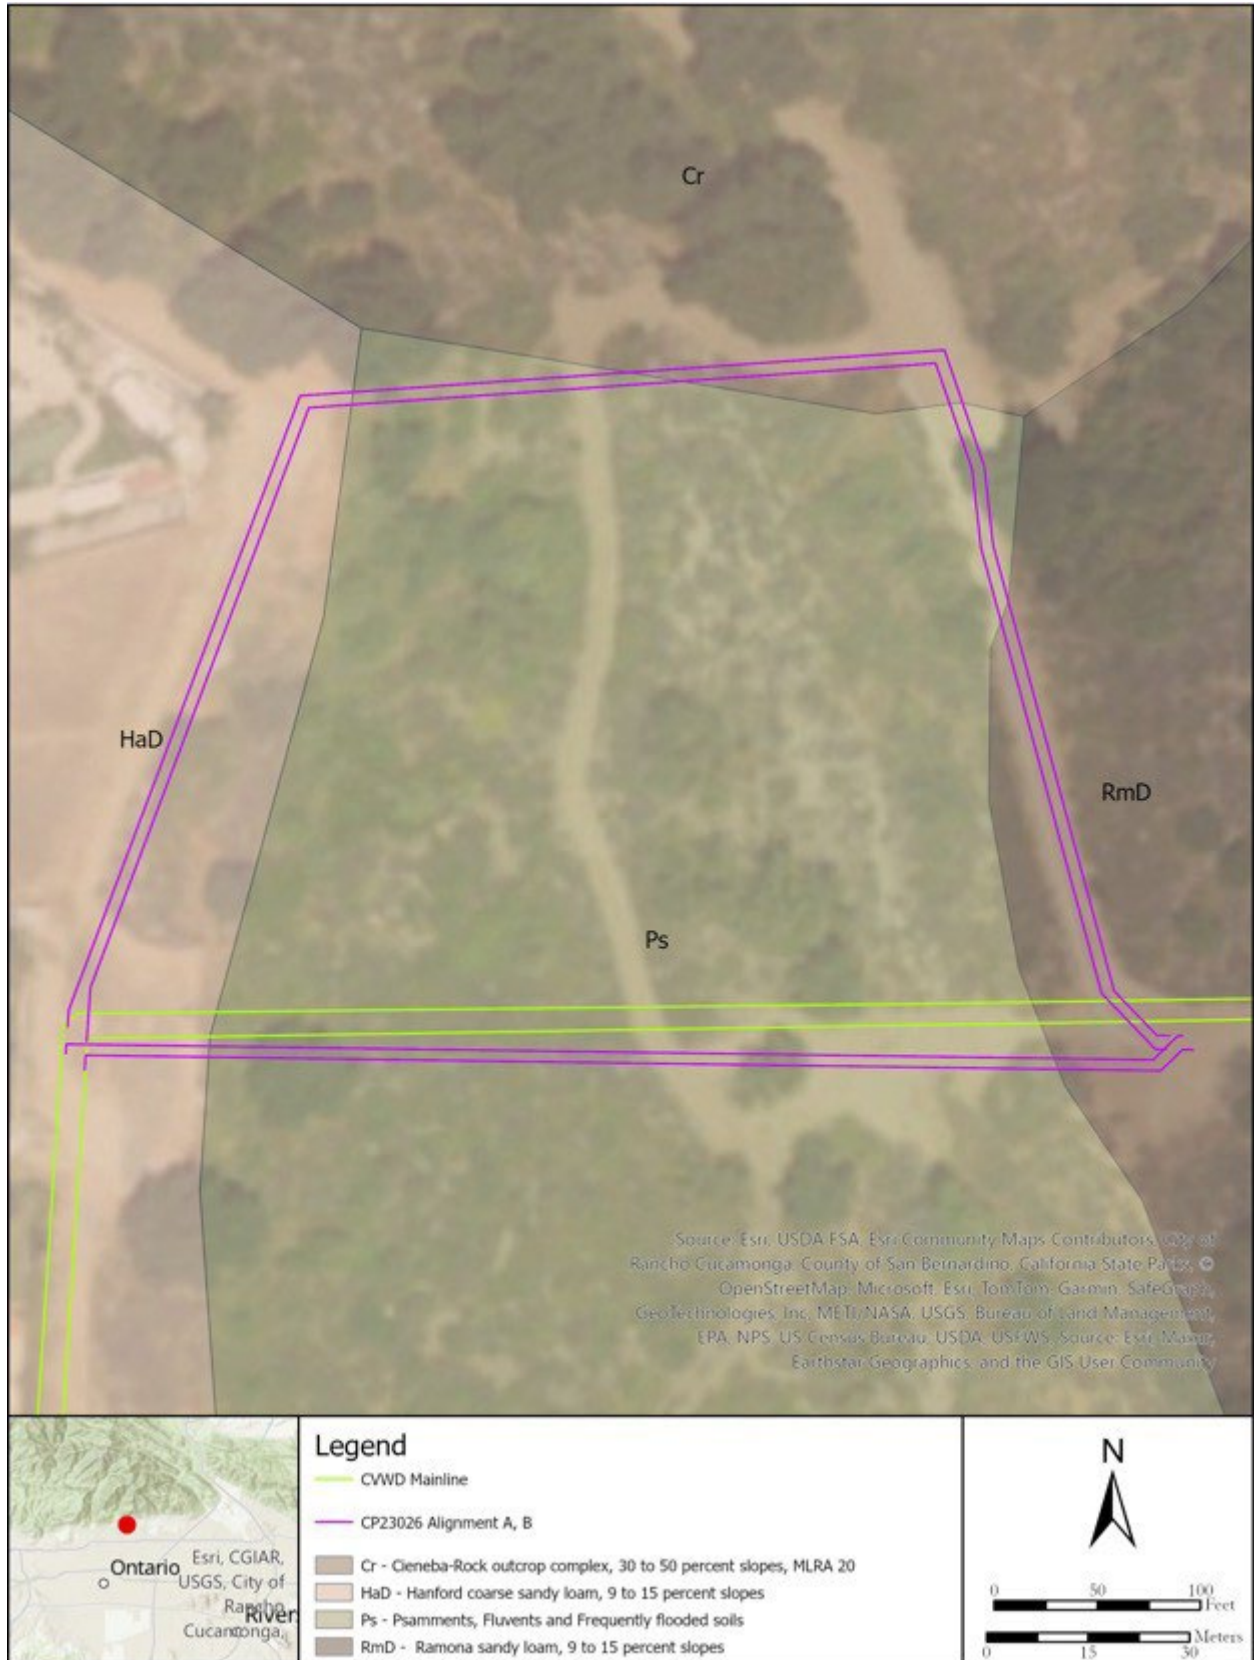 Cr
HaD
RmD
Ps
Source: Esri, USDA FSA, Esri Community Maps Contributors, City of
Rancho Cucamonga, County of San Bernardino, California State Parks, ©
OpenStreetMap, Microsoft, Esri, TomTom, Garmin, SafeGraph,
GeoTechnologies, Inc, METI/NASA, USGS, Bureau of Land Management,
EPA, NPS, US Census Bureau, USDA, USFWS, Source: Esri, Maxar,
Earthstar Geographics, and the GIS User Community
Ontario
Esri, CGIAR,
USGS, City of
Rancho
River
Cucamonga,
Legend
CVWD Mainline
CP23026 Alignment A, B
Cr - Cieneba-Rock outcrop complex, 30 to 50 percent slopes, MLRA 20
HaD - Hanford coarse sandy loam, 9 to 15 percent slopes
Ps - Psamments, Fluvents and Frequently flooded soils
RmD - Ramona sandy loam, 9 to 15 percent slopes
N
0 50 100
Feet
Meters
0 15 30